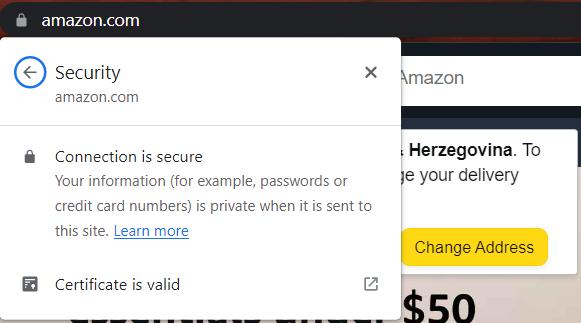 amazon.com
Security
amazon.com
Amazon
Connection is secure
Your information (for example, passwords or
credit card numbers) is private when it is sent to
this site. Learn more
Certificate is valid
Herzegovina. To
ge your delivery
Change Address
essentials under $50